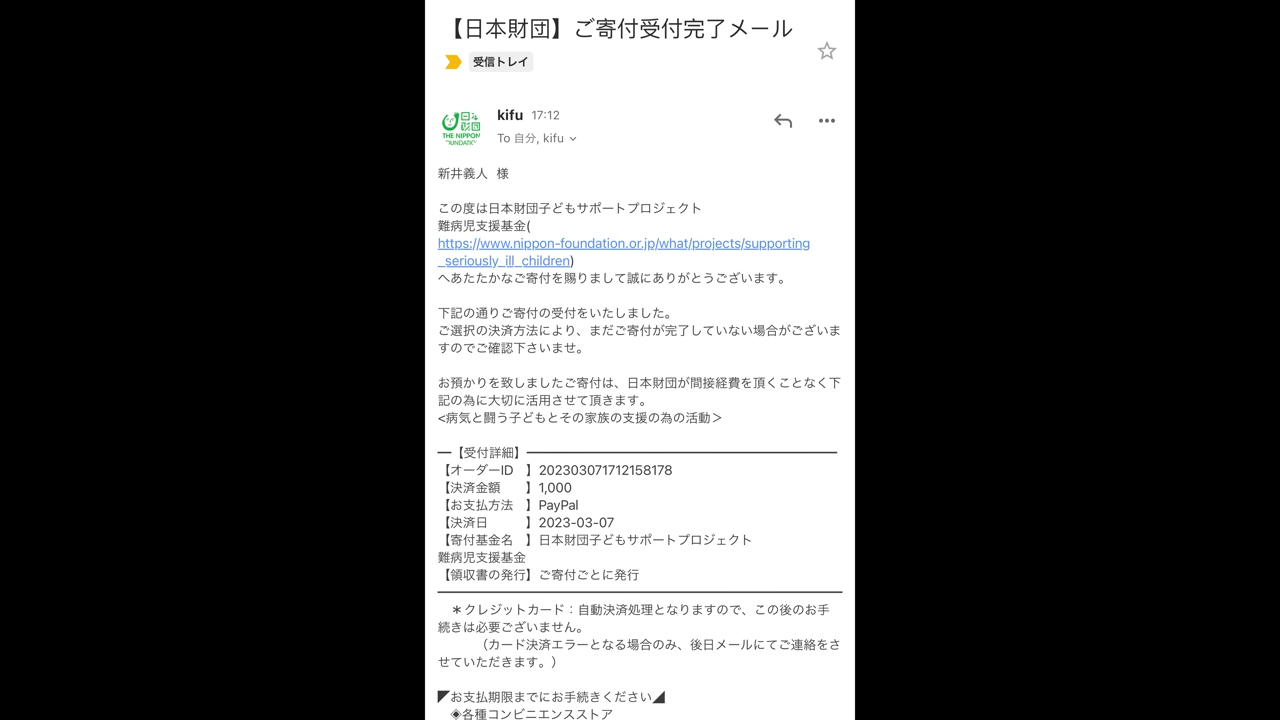 【日本財団】ご寄付受付完了メール
受信トレイ
kifu 17:12
To 自分, kifu
THE NIPPON
新井義人 様
この度は日本財団子どもサポートプロジェクト
難病児支援基金(
https://www.nippon-foundation.or.jp/what/projects/supporting
_seriously_ill_children)
へあたたかなご寄付を賜りまして誠にありがとうございます。
下記の通りご寄付の受付をいたしました。
ご選択の決済方法により、まだご寄付が完了していない場合がございま
すのでご確認下さいませ。
お預かりを致しましたご寄付は、日本財団が間接経費を頂くことなく下
記の為に大切に活用させて頂きます。
<病気と闘う子どもとその家族の支援の為の活動＞
━【受付詳細】━━━━━━━━━━━━━━━━━━━━━━━━━
【オーダーID　】202303071712158178
【決済金額　　】1,000
【お支払方法　】PayPal
【決済日　　　】2023-03-07
【寄付基金名　】日本財団子どもサポートプロジェクト
難病児支援基金
【領収書の発行】ご寄付ごとに発行
━━━━━━━━━━━━━━━━━━━━━━━━━━━━━━━━
　＊クレジットカード：自動決済処理となりますので、この後のお手
続きは必要ございません。
　　　（カード決済エラーとなる場合のみ、後日メールにてご連絡をさ
せていただきます。）
◤お支払期限までにお手続きください◢
　◈各種コンビニエンスストア